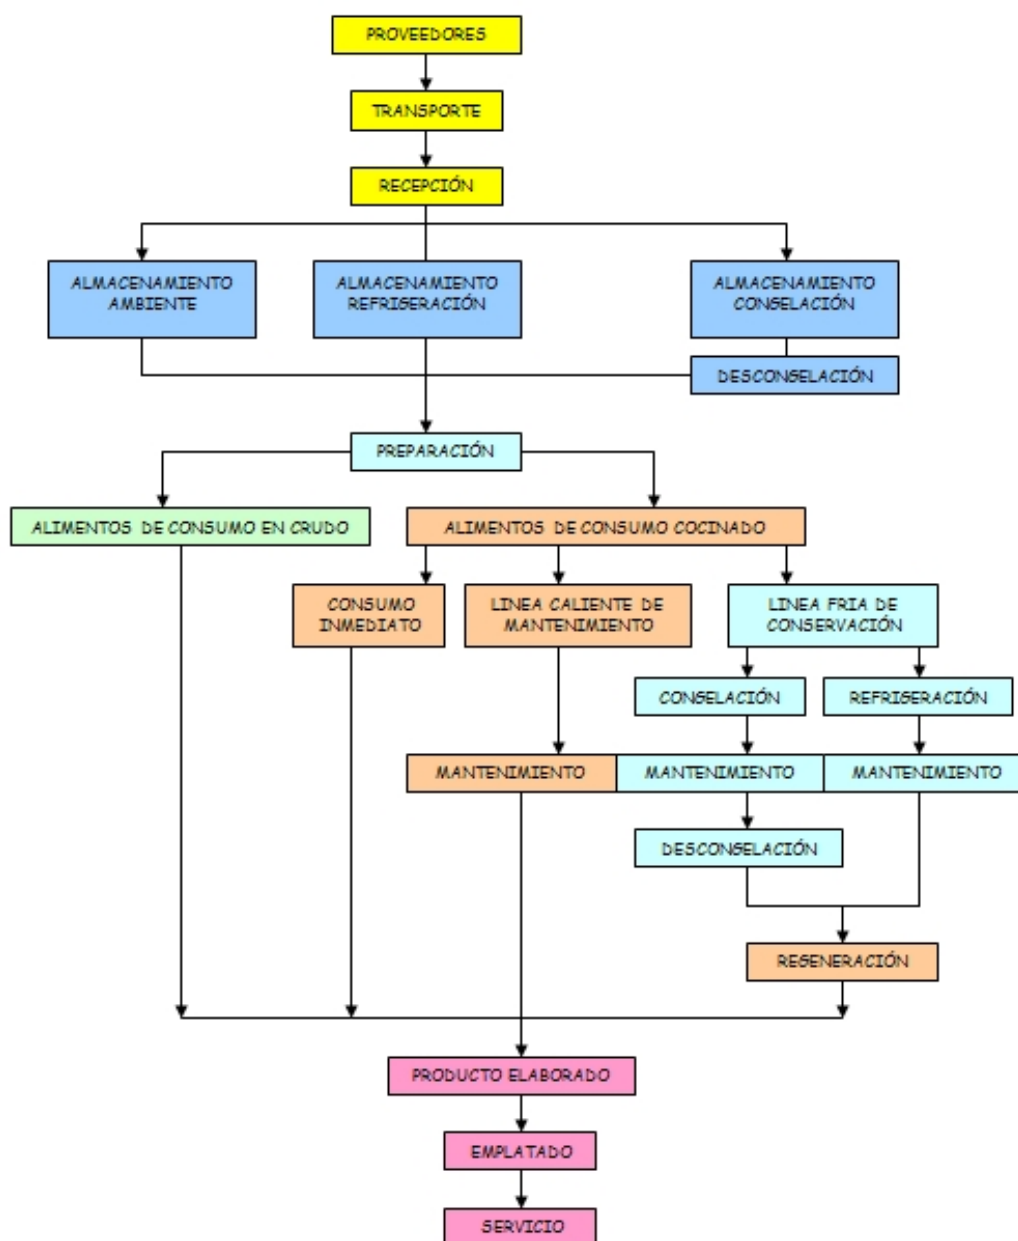 PROVEEDORES
TRANSPORTE
RECEPCIÓN
ALMACENAMIENTO
AMBIENTE
ALMACENAMIENTO
REFRIGERACIÓN
ALMACENAMIENTO
CONGELACIÓN
DESCONGELACIÓN
PREPARACIÓN
ALIMENTOS DE CONSUMO EN CRUDO
ALIMENTOS DE CONSUMO COCINADO
CONSUMO
INMEDIATO
LINEA CALIENTE DE
MANTENIMIENTO
LINEA FRIA DE
CONSERVACIÓN
CONGELACIÓN
REFRIGERACIÓN
MANTENIMIENTO
MANTENIMIENTO
MANTENIMIENTO
DESCONGELACIÓN
REGENERACIÓN
PRODUCTO ELABORADO
EMPLATADO
SERVICIO